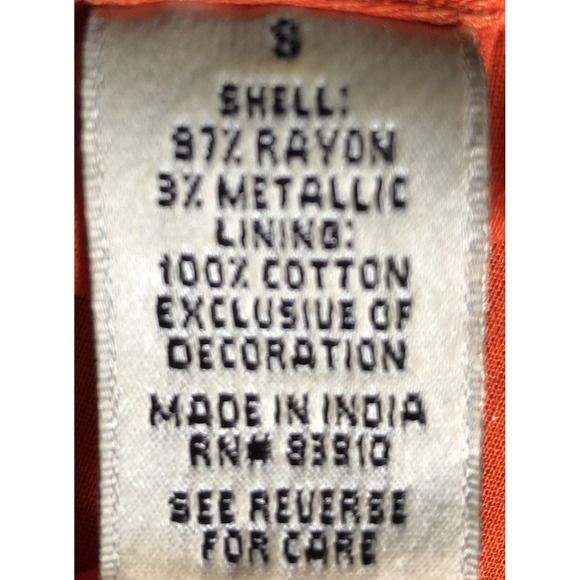 S
SHELL:
97% RAYON
3% METALLIC
LINING:
100% COTTON
EXCLUSIVE OF
DECORATION
MADE IN INDIA
RN#
SEE REVERSE
FOR CARE